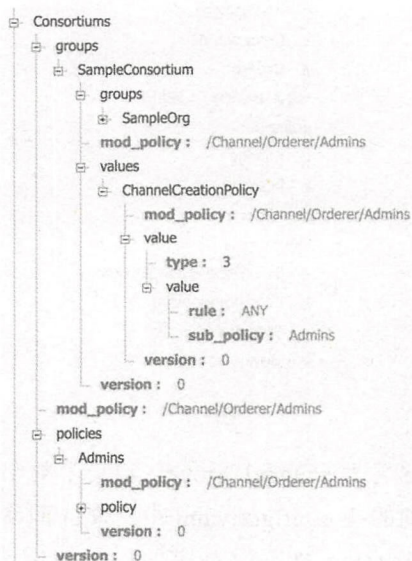 Consortiums
groups
SampleConsortium
groups
SampleOrg
mod_policy : /Channel/Orderer/Admins
values
ChannelCreationPolicy
mod_policy : /Channel/Orderer/Admins
value
type : 3
value
rule : ANY
sub_policy : Admins
version : 0
version : 0
mod_policy : /Channel/Orderer/Admins
policies
Admins
mod_policy : /Channel/Orderer/Admins
policy
version : 0
version : 0